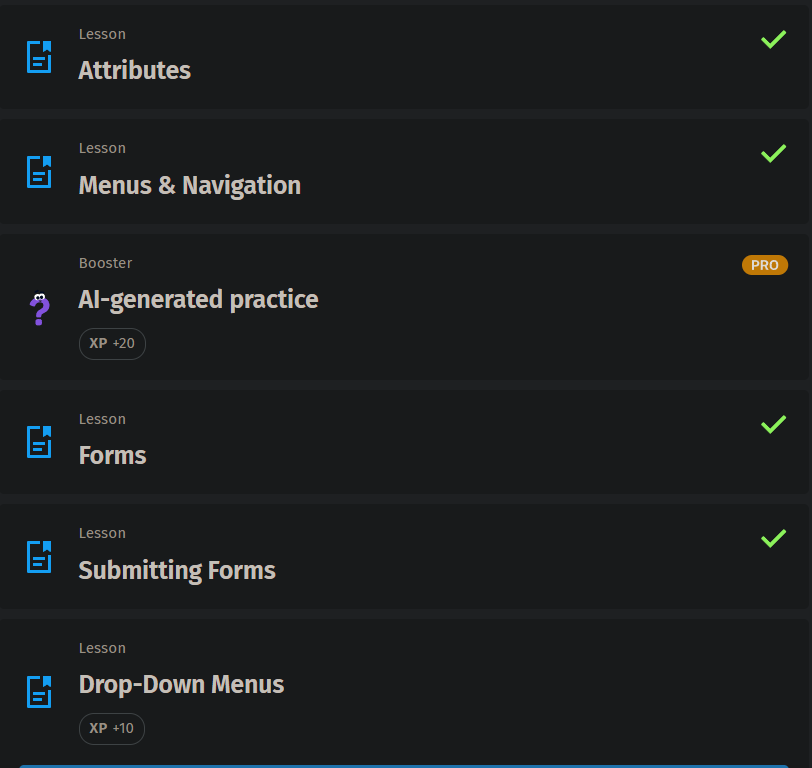 Lesson
Attributes
Lesson
Menus & Navigation
Booster
PRO
AI-generated practice
XP +20
Lesson
Forms
Lesson
Submitting Forms
Lesson
Drop-Down Menus
XP +10